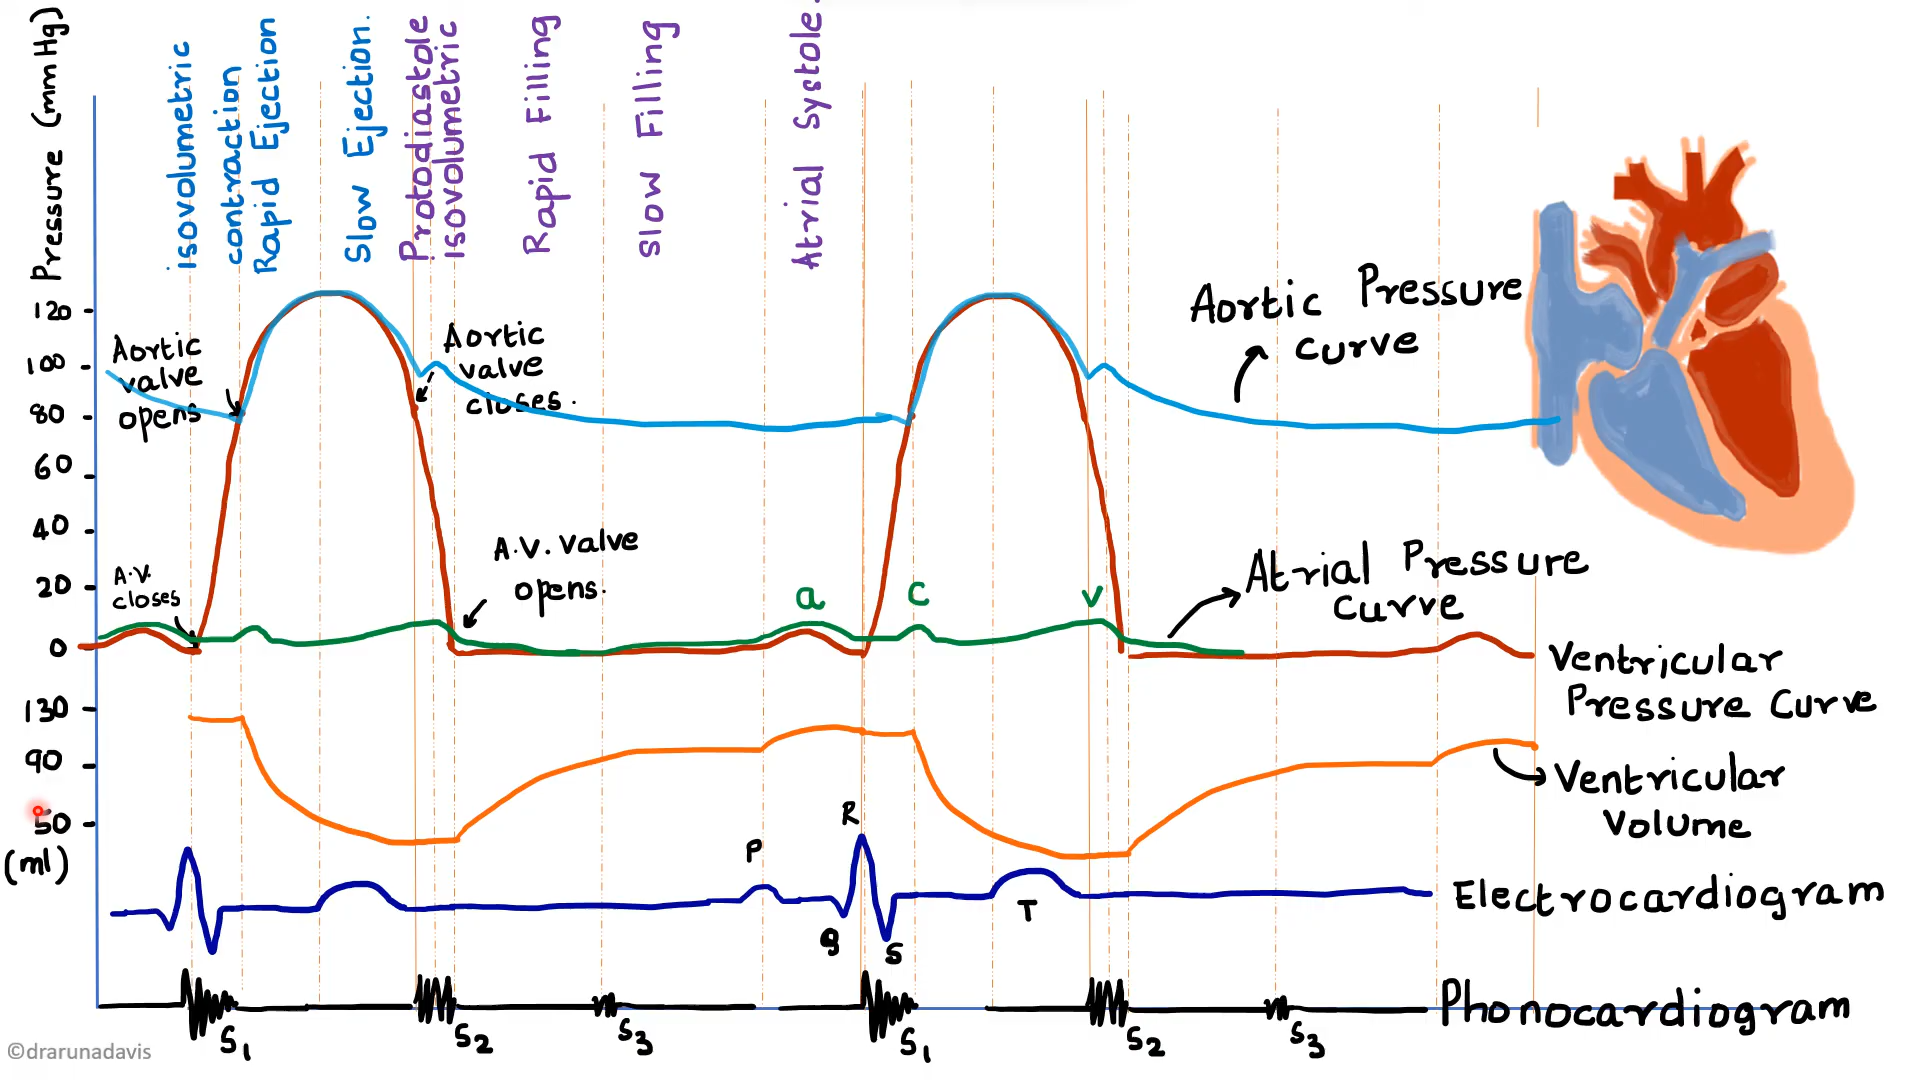 Pressure (mm Hg)
isovolumetric
contraction
Rapid Ejection
Slow Ejection.
Protodiastole
isovolumetric
Rapid Filling
Slow Filling
Atrial Systole.
120
100
80
60
40
20
0
130
90
50
(ml)
Aortic
valve
opens
Aortic
valve
closes.
A.V.
closes
A.V. valve
opens.
a
C
V
Aortic Pressure
curve
Atrial Pressure
curve
Ventricular
Pressure Curve
Ventricular
Volume
P
R
q
S
T
Electrocardiogram
Phonocardiogram
S1
S2
S3
S1
S2
S3
©drarunadavis